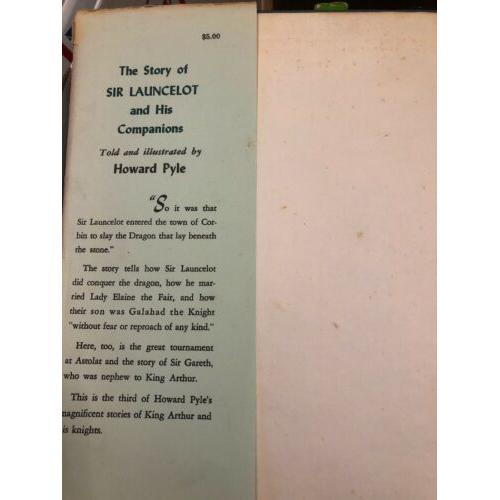 $5.00
The Story of
SIR LAUNCELOT
and His
Companions
Told and illustrated by
Howard Pyle
"So it was that
Sir Launcelot entered the town of Cor-
bin to slay the Dragon that lay beneath
the stone."
The story tells how Sir Launcelot
did conquer the dragon, how he mar-
ried Lady Elaine the Fair, and how
their son was Galahad the Knight
"without fear or reproach of any kind."
Here, too, is the great tournament
at Astolat and the story of Sir Gareth,
who was nephew to King Arthur.
This is the third of Howard Pyle's
magnificent stories of King Arthur and
is knights.